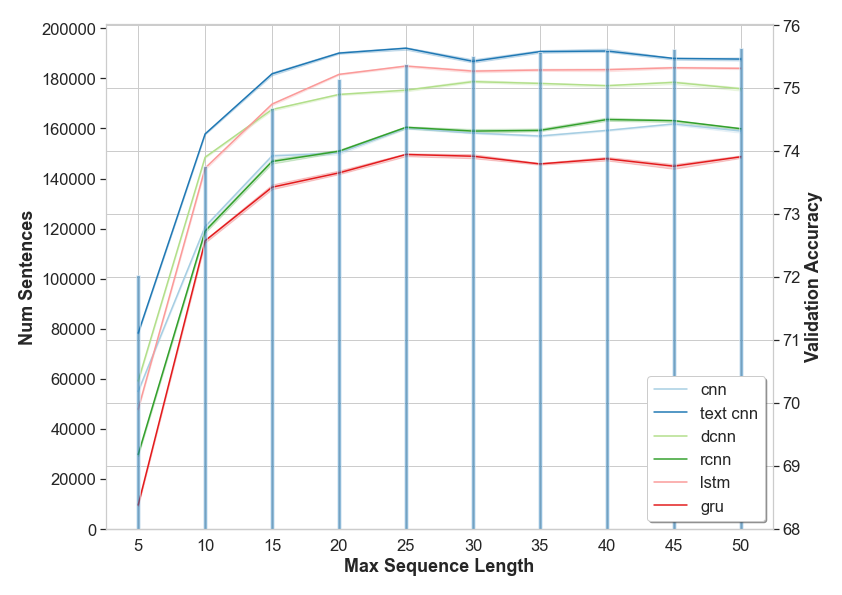 200000
180000
160000
140000
120000
100000
80000
60000
40000
20000
0
Num Sentences
5 10 15 20 25 30 35 40 45 50
Max Sequence Length
76
75
74
73
72
71
70
69
68
Validation Accuracy
cnn
text cnn
dcnn
rcnn
lstm
gru